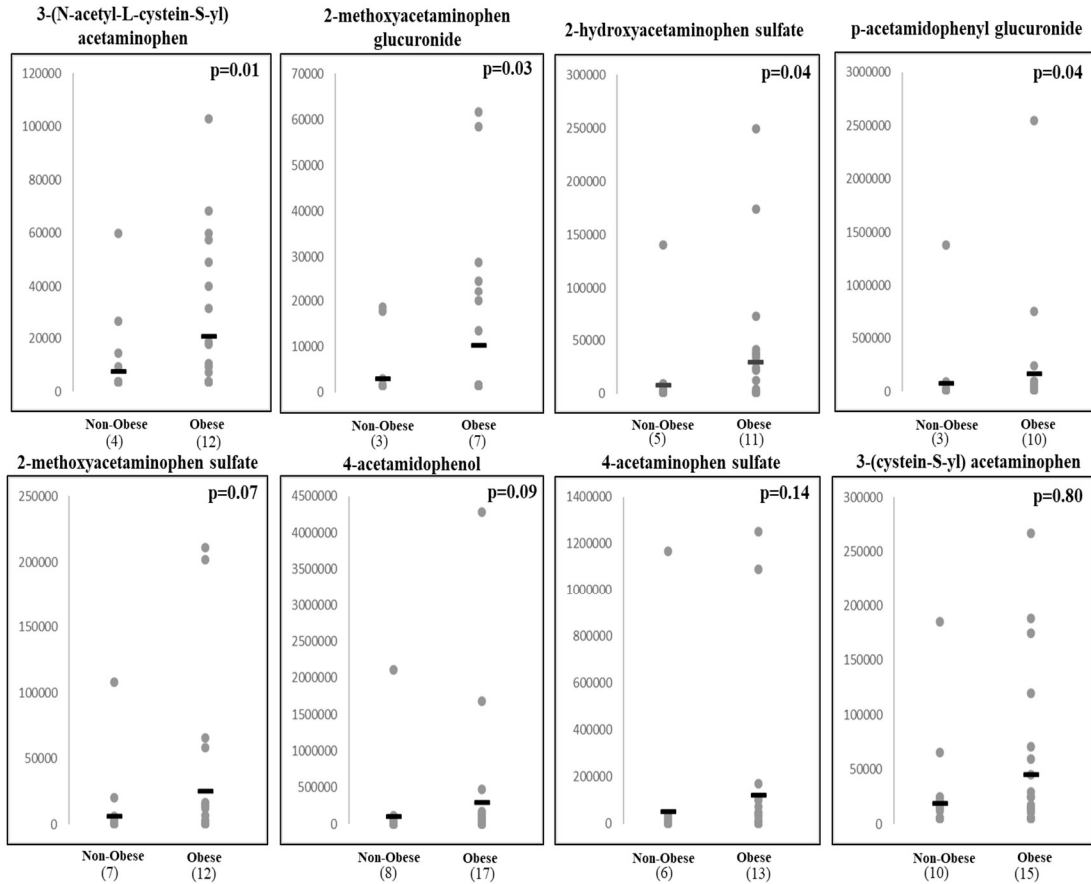 3-(N-acetyl-L-cystein-S-yl)
acetaminophen
p=0.01
120000
100000
80000
60000
40000
20000
0
Non-Obese
(4)
Obese
(12)
2-methoxyacetaminophen
glucuronide
p=0.03
70000
60000
50000
40000
30000
20000
10000
0
Non-Obese
(3)
Obese
(7)
2-hydroxyacetaminophen sulfate
p=0.04
300000
250000
200000
150000
100000
50000
0
Non-Obese
(5)
Obese
(11)
p-acetamidophenyl glucuronide
p=0.04
3000000
2500000
2000000
1500000
1000000
500000
0
Non-Obese
(3)
Obese
(10)
2-methoxyacetaminophen sulfate
p=0.07
250000
200000
150000
100000
50000
0
Non-Obese
(7)
Obese
(12)
4-acetamidophenol
p=0.09
4500000
4000000
3500000
3000000
2500000
2000000
1500000
1000000
500000
0
Non-Obese
(8)
Obese
(17)
4-acetaminophen sulfate
p=0.14
1400000
1200000
1000000
800000
600000
400000
200000
0
Non-Obese
(6)
Obese
(13)
3-(cystein-S-yl) acetaminophen
p=0.80
300000
250000
200000
150000
100000
50000
0
Non-Obese
(10)
Obese
(15)